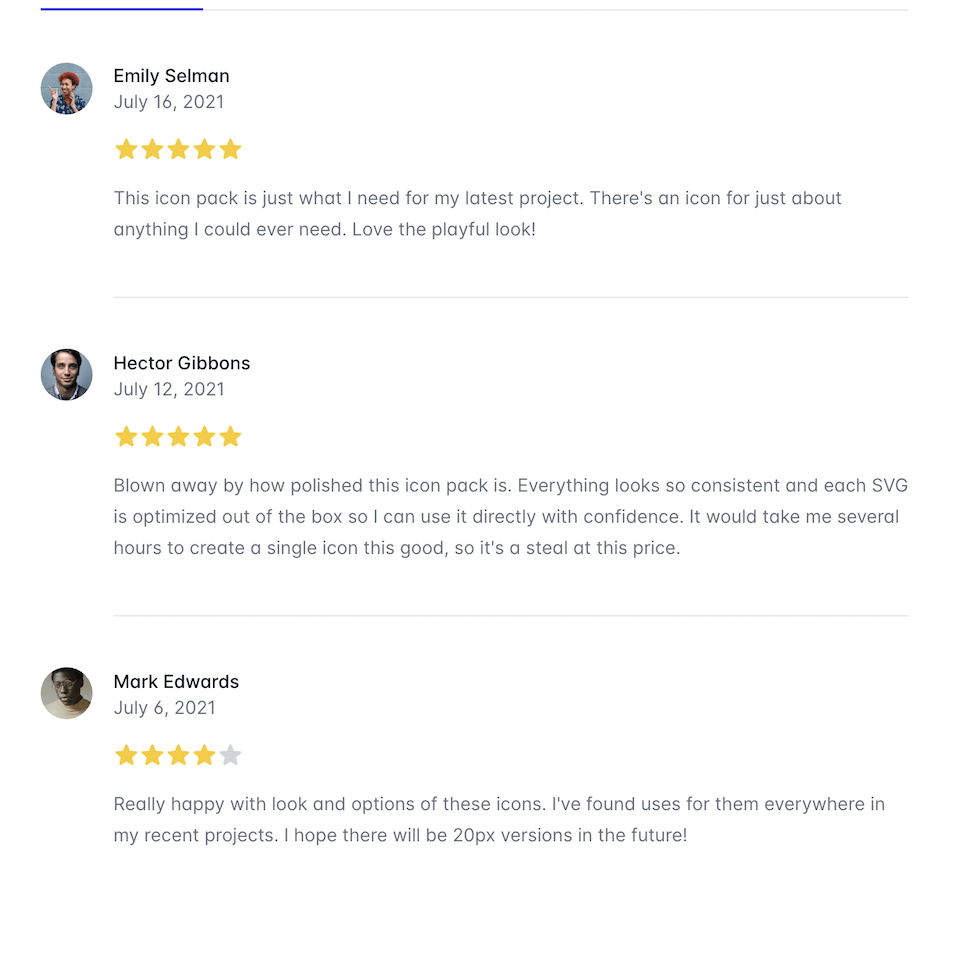 Emily Selman
July 16, 2021
This icon pack is just what I need for my latest project. There's an icon for just about
anything I could ever need. Love the playful look!
Hector Gibbons
July 12, 2021
Blown away by how polished this icon pack is. Everything looks so consistent and each SVG
is optimized out of the box so I can use it directly with confidence. It would take me several
hours to create a single icon this good, so it's a steal at this price.
Mark Edwards
July 6, 2021
Really happy with look and options of these icons. I've found uses for them everywhere in
my recent projects. I hope there will be 20px versions in the future!